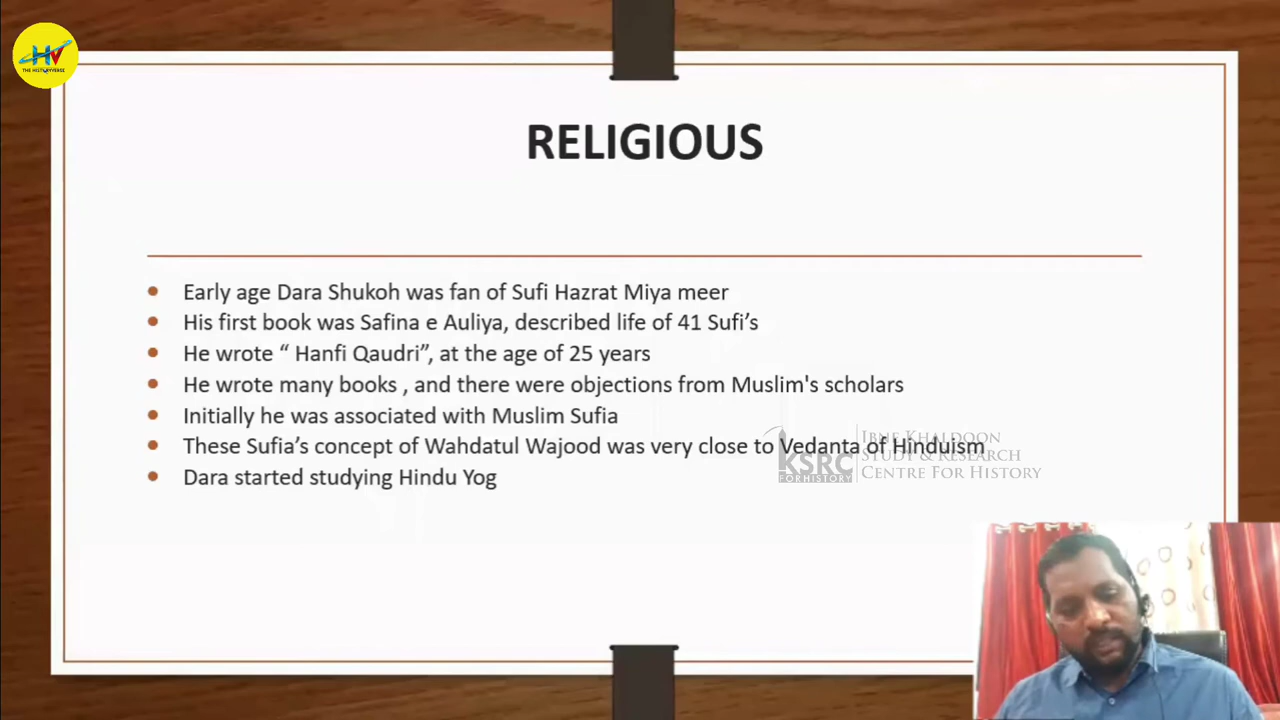 HV
THE HISTORYVERSE
RELIGIOUS
Early age Dara Shukoh was fan of Sufi Hazrat Miya meer
His first book was Safina e Auliya, described life of 41 Sufi’s
He wrote “ Hanfi Qaudri”, at the age of 25 years
He wrote many books , and there were objections from Muslim's scholars
Initially he was associated with Muslim Sufia
These Sufia’s concept of Wahdatul Wajood was very close to Vedanta of Hinduism
Dara started studying Hindu Yog
KSRC
FORHISTORY
IBNE KHALDOON
STUDY & RESEARCH
CENTRE FOR HISTORY